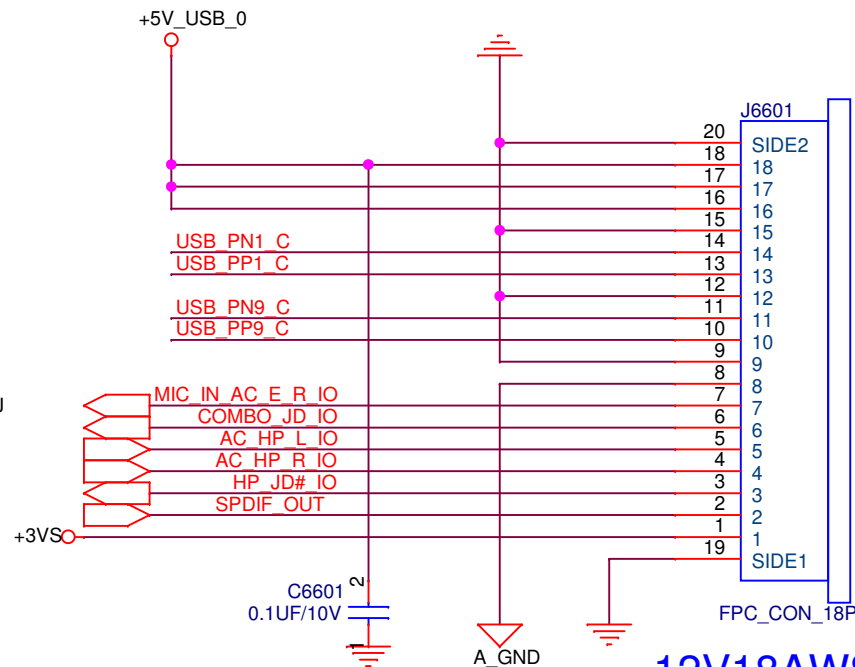 +5V_USB_0
J6601
20 SIDE2
18 18
17 17
16 16
15 15
USB_PN1_C 14 14
USB_PP1_C 13 13
12 12
USB_PN9_C 11 11
USB_PP9_C 10 10
9 9
8 8
MIC_IN_AC_E_R_IO 7 7
COMBO_JD_IO 6 6
AC_HP_L_IO 5 5
AC_HP_R_IO 4 4
HP_JD#_IO 3 3
SPDIF_OUT 2 2
+3VS 1 1
19 SIDE1
2
C6601
0.1UF/10V
1
FPC_CON_18P
A_GND